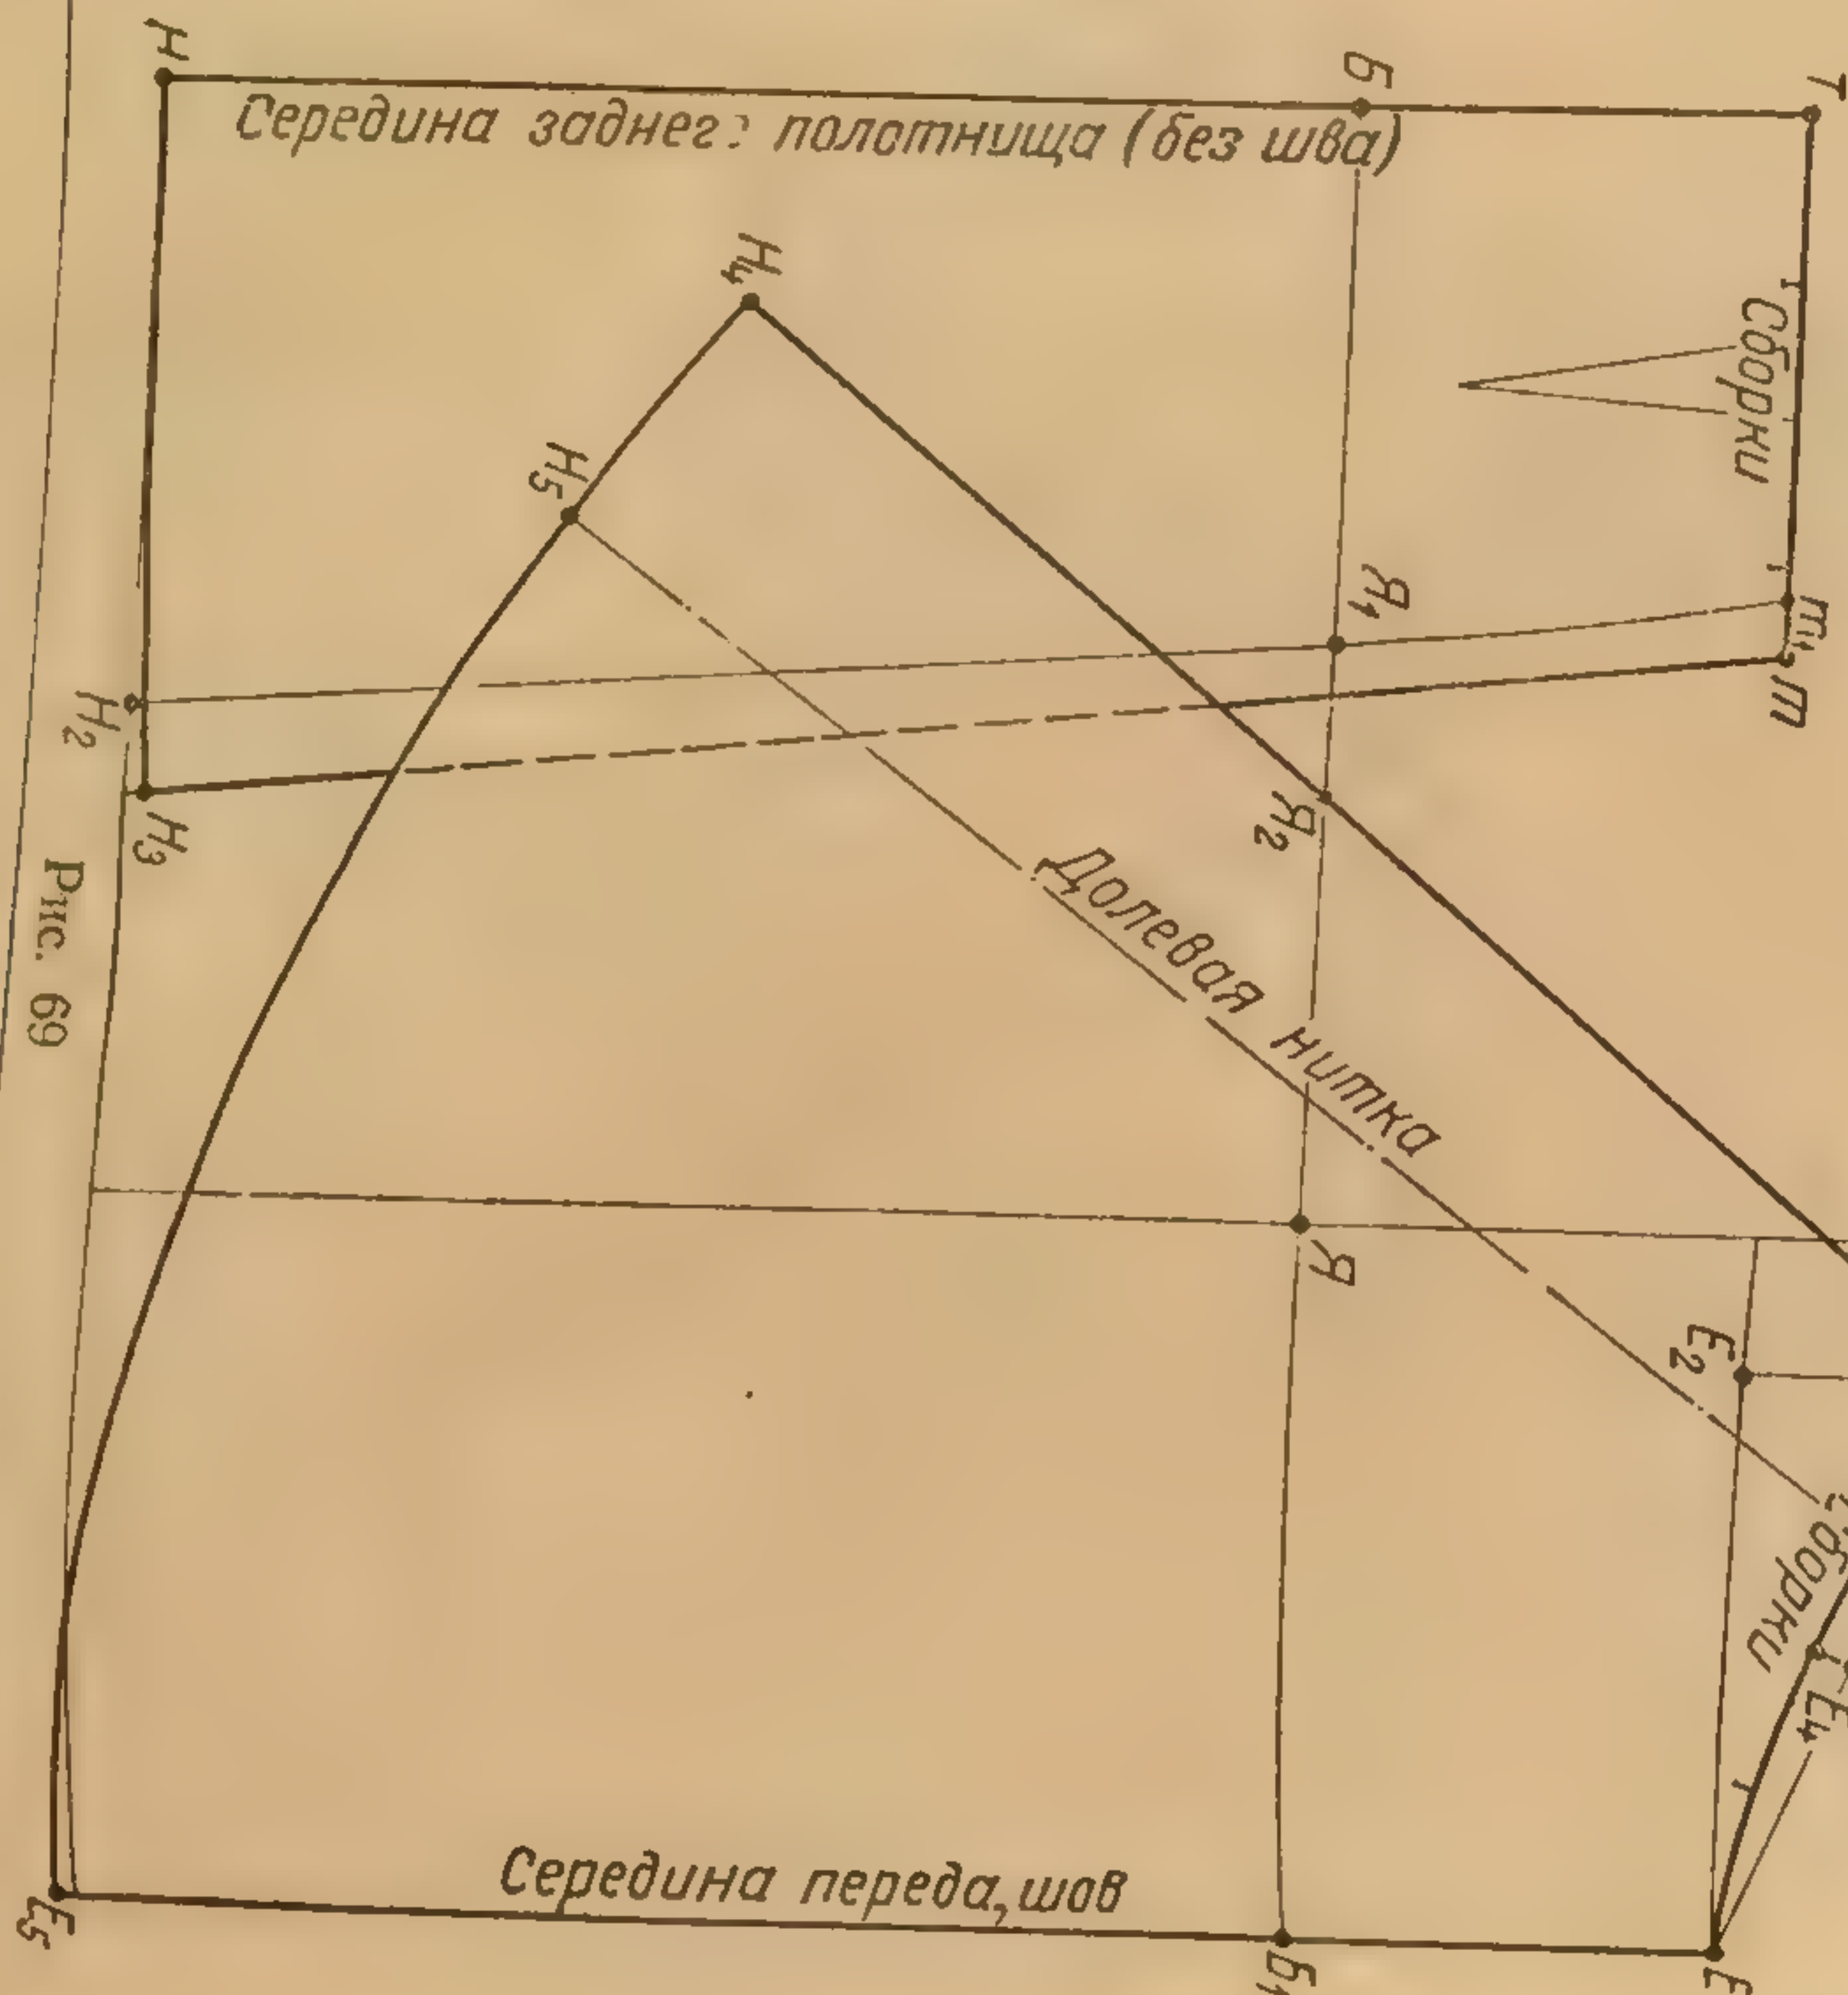 Н
Б
Т
Середина заднег: полотнища (без шва)
Н4
Сборки
Н5
Я1
т1
Н2
т
Н3
Я2
Рис. 69
Долевая нитка
Я
Е2
Сборки
Е4
Середина переда, шов
Е5
Б1
Е